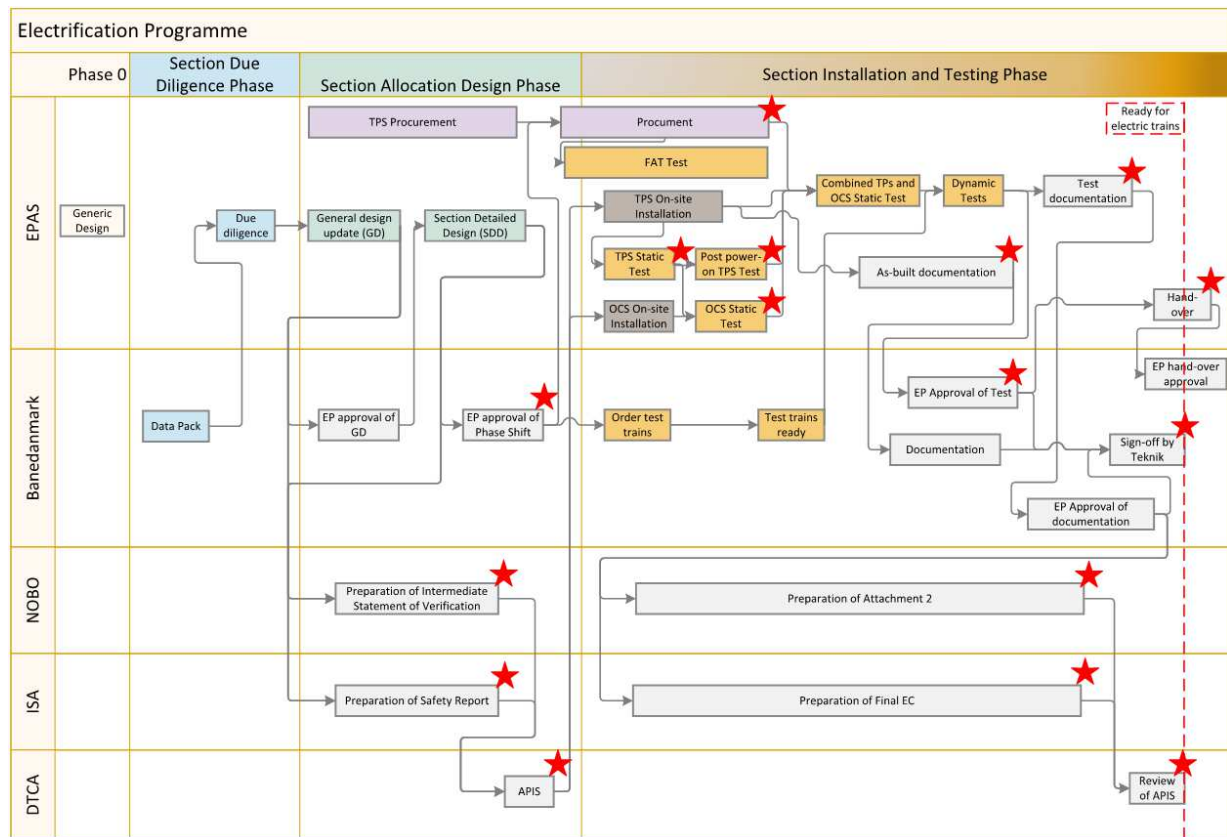 Electrification Programme
Phase 0
Section Due
Diligence Phase
Section Allocation Design Phase
Section Installation and Testing Phase
EPAS
Generic
Design
Due
diligence
TPS Procurement
General design
update (GD)
Section Detailed
Design (SDD)
Procument
FAT Test
TPS On-site
Installation
TPS Static
Test
Post power-
on TPS Test
OCS On-site
Installation
OCS Static
Test
Combined TPs and
OCS Static Test
Dynamic
Tests
Test
documentation
As-built documentation
Ready for
electric trains
Hand-
over
Banedanmark
Data Pack
EP approval of
GD
EP approval of
Phase Shift
Order test
trains
Test trains
ready
EP Approval of Test
Documentation
EP Approval of
documentation
EP hand-over
approval
Sign-off by
Teknik
NOBO
Preparation of Intermediate
Statement of Verification
Preparation of Attachment 2
ISA
Preparation of Safety Report
Preparation of Final EC
DTCA
APIS
Review
of APIS